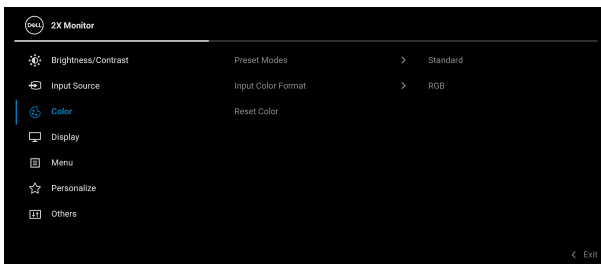 DELL 2X Monitor
Brightness/Contrast Preset Modes > Standard
Input Source Input Color Format > RGB
Color Reset Color
Display
Menu
Personalize
Others
< Exit